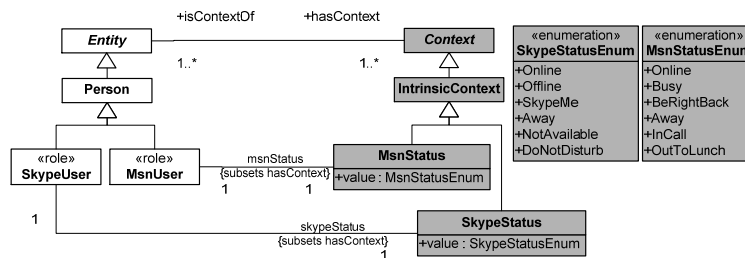 +isContextOf
+hasContext
Entity
Context
1..*
1..*
Person
IntrinsicContext
«role»
SkypeUser
«role»
MsnUser
msnStatus
{subsets hasContext}
1
1
MsnStatus
+value : MsnStatusEnum
1
skypeStatus
{subsets hasContext}
1
SkypeStatus
+value : SkypeStatusEnum
«enumeration»
SkypeStatusEnum
+Online
+Offline
+SkypeMe
+Away
+NotAvailable
+DoNotDisturb
«enumeration»
MsnStatusEnum
+Online
+Busy
+BeRightBack
+Away
+InCall
+OutToLunch